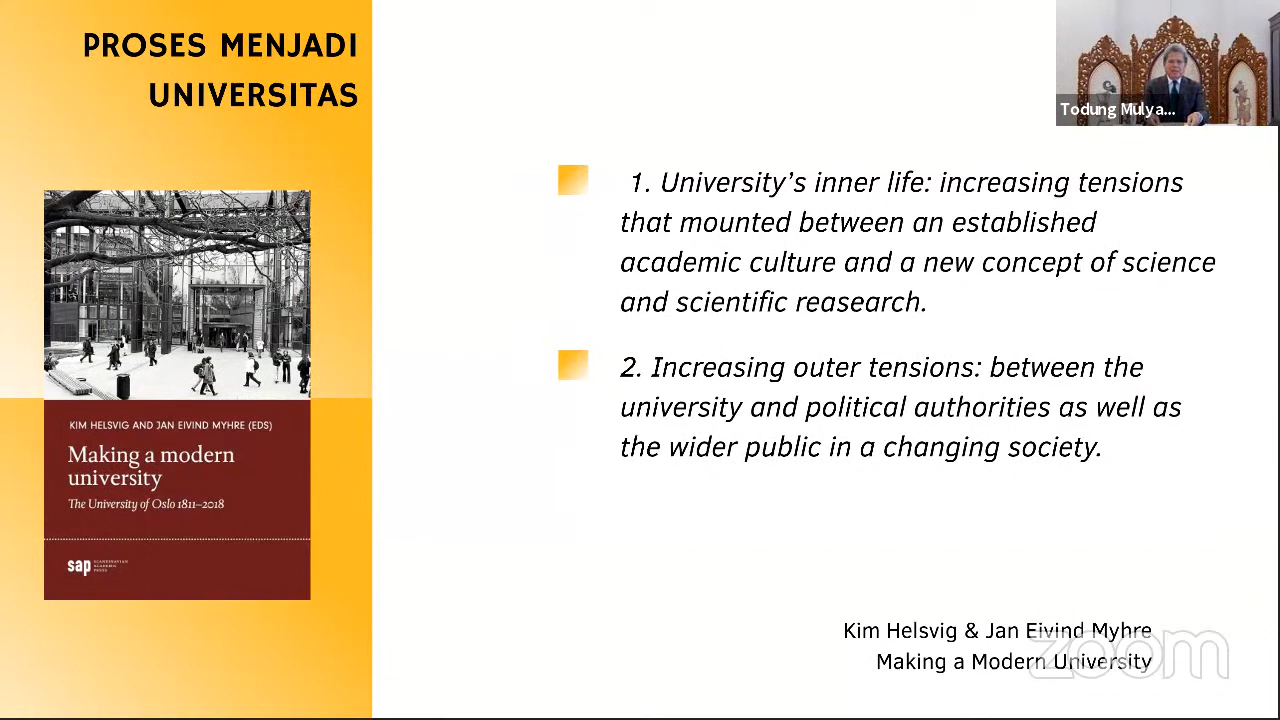 PROSES MENJADI
UNIVERSITAS
Todung Mulya...
KIM HELSVIG AND JAN EIVIND MYHRE (EDS)
Making a modern
university
The University of Oslo 1811–2018
sap
SCANDINAVIAN
ACADEMIC
PRESS
1. University’s inner life: increasing tensions
that mounted between an established
academic culture and a new concept of science
and scientific reasearch.
2. Increasing outer tensions: between the
university and political authorities as well as
the wider public in a changing society.
Kim Helsvig & Jan Eivind Myhre
Making a Modern University
zoom